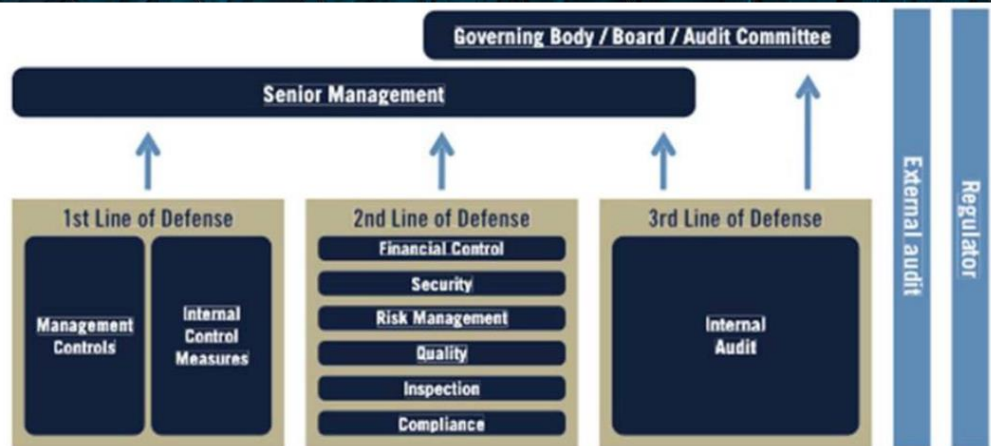 Governing Body / Board / Audit Committee
Senior Management
1st Line of Defense
Management
Controls
Internal
Control
Measures
2nd Line of Defense
Financial Control
Security
Risk Management
Quality
Inspection
Compliance
3rd Line of Defense
Internal
Audit
External audit
Regulator